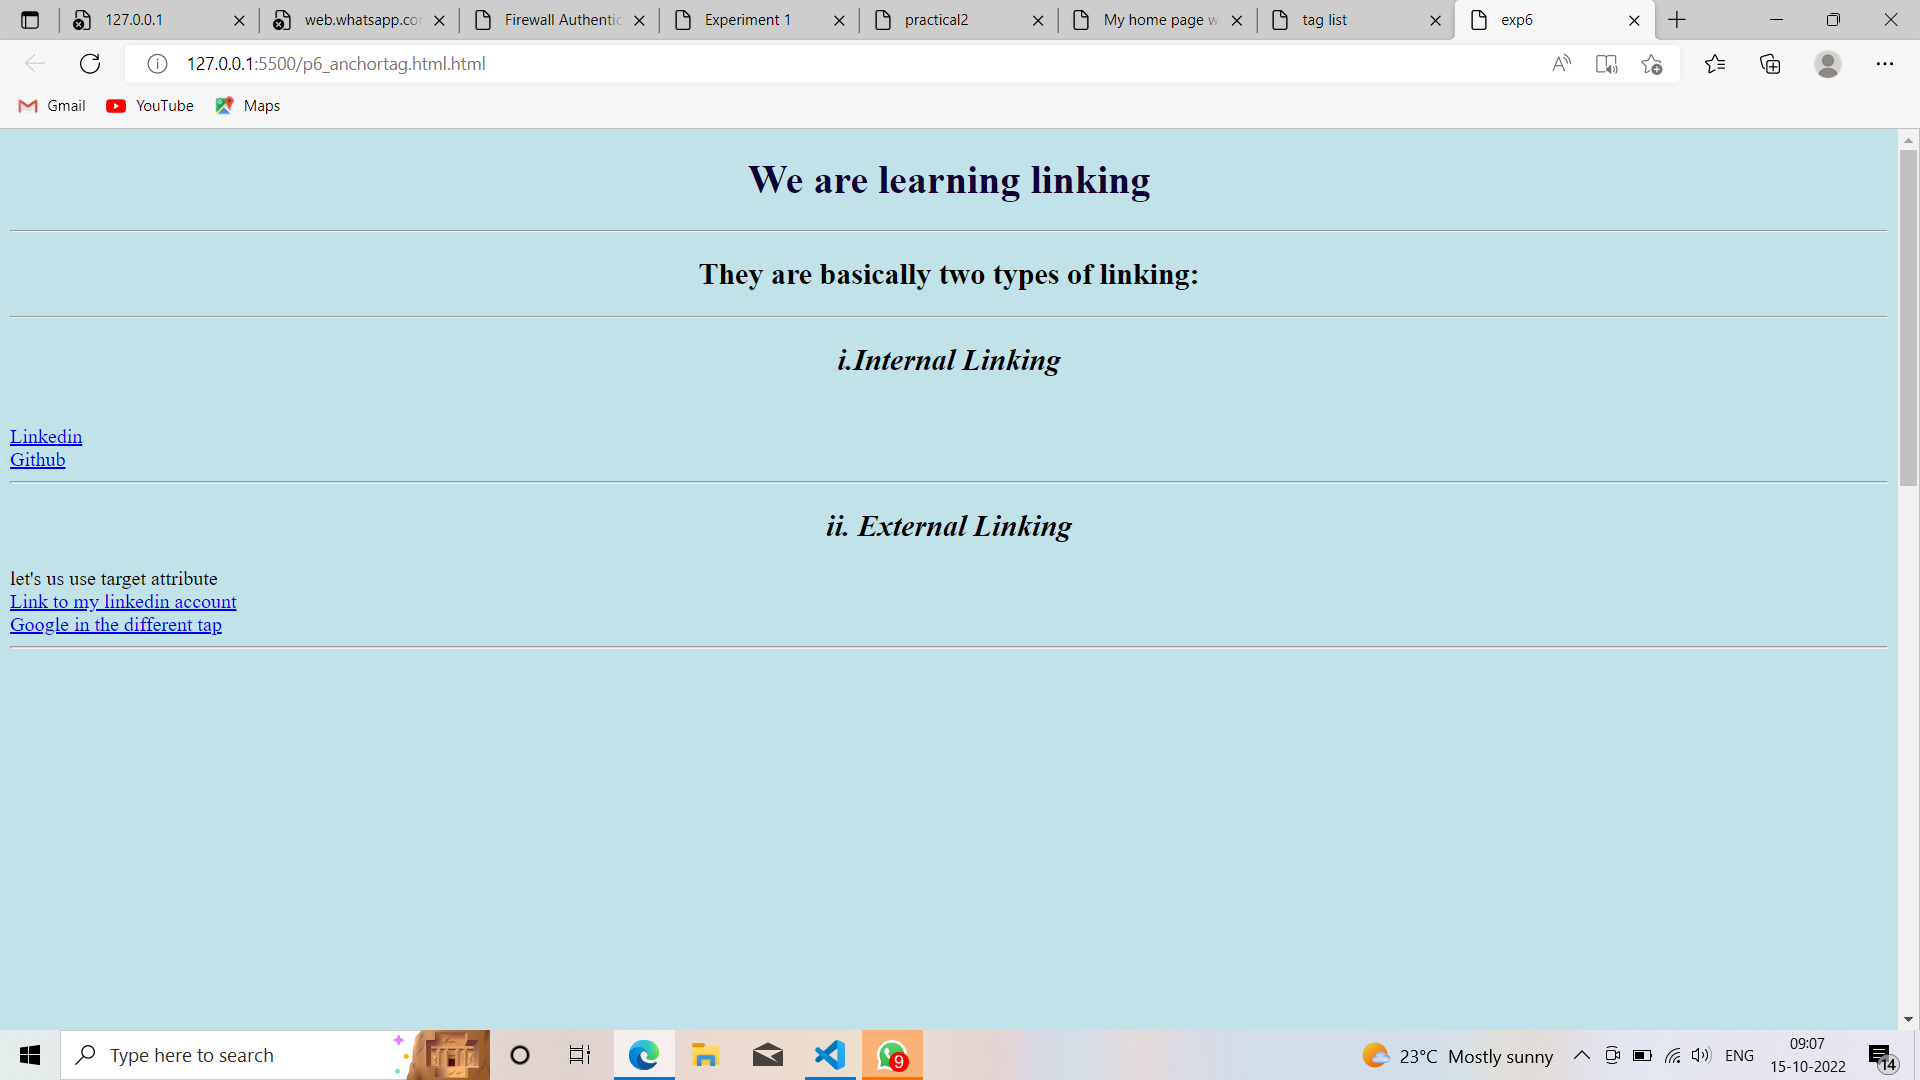 127.0.0.1
web.whatsapp.co
Firewall Authentic
Experiment 1
practical2
My home page w
tag list
exp6
127.0.0.1:5500/p6_anchortag.html.html
Gmail
YouTube
Maps
We are learning linking
They are basically two types of linking:
i.Internal Linking
Linkedin
Github
ii. External Linking
let's us use target attribute
Link to my linkedin account
Google in the different tap
Type here to search
9
23°C Mostly sunny
ENG
09:07
15-10-2022
14